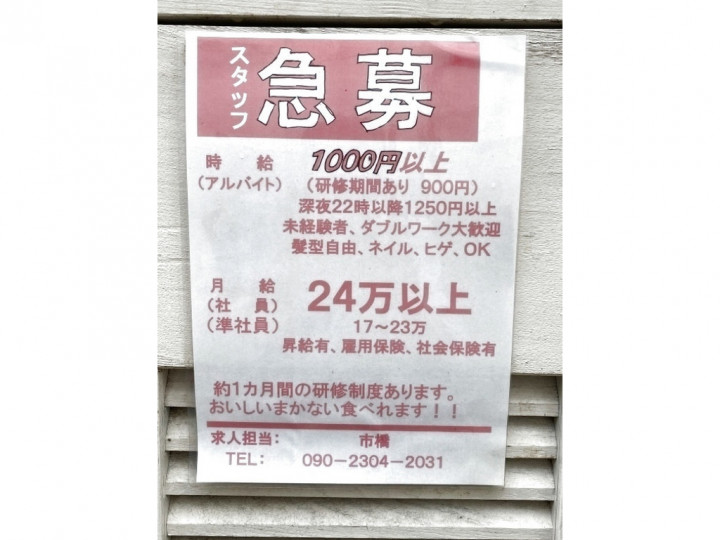 スタッフ 急募
時給 1000円以上
(アルバイト) (研修期間あり 900円)
深夜22時以降1250円以上
未経験者、ダブルワーク大歓迎
髪型自由、ネイル、ヒゲ、OK
月給 24万以上
(社員)
(準社員) 17～23万
昇給有、雇用保険、社会保険有
約1カ月間の研修制度あります。
おいしいまかない食べれます！！
求人担当: 市橋
TEL: 090-2304-2031